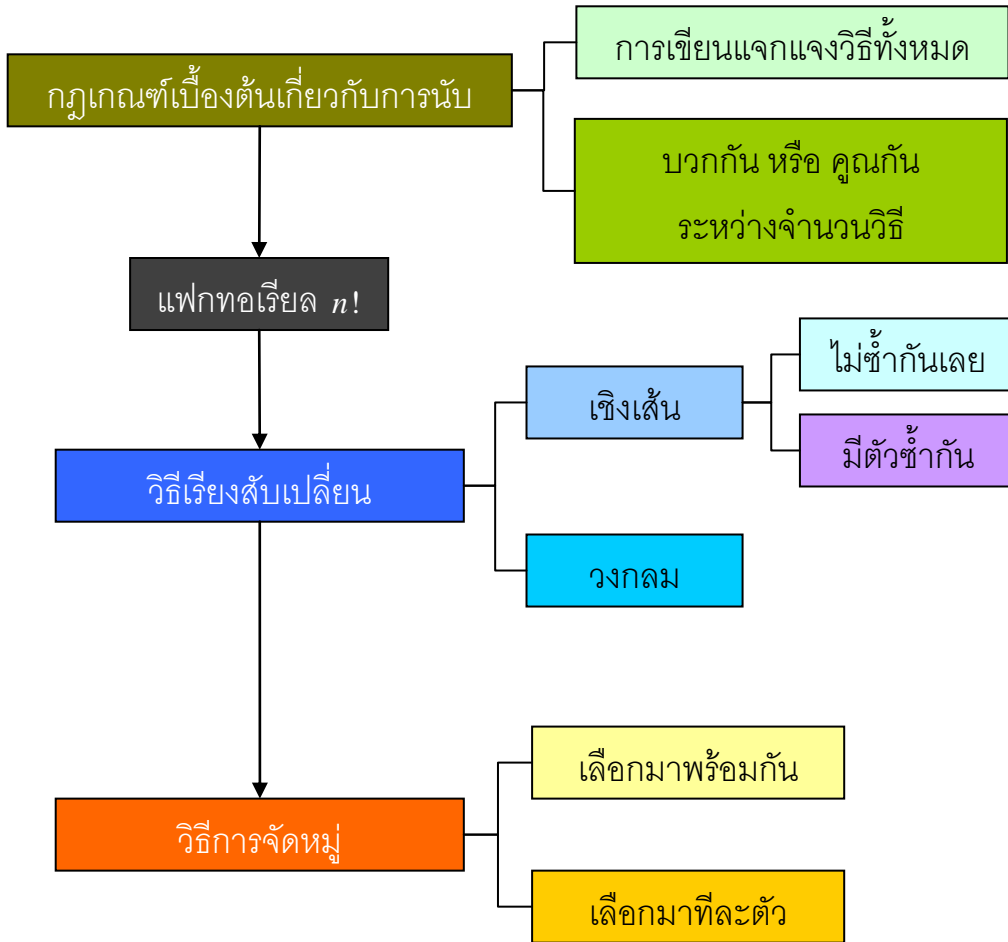 การเขียนแจกแจงวิธีทั้งหมด
กฎเกณฑ์เบื้องต้นเกี่ยวกับการนับ
บวกกัน หรือ คูณกัน
ระหว่างจำนวนวิธี
แฟกทอเรียล n!
ไม่ซ้ำกันเลย
เชิงเส้น
มีตัวซ้ำกัน
วิธีเรียงสับเปลี่ยน
วงกลม
เลือกมาพร้อมกัน
วิธีการจัดหมู่
เลือกมาทีละตัว